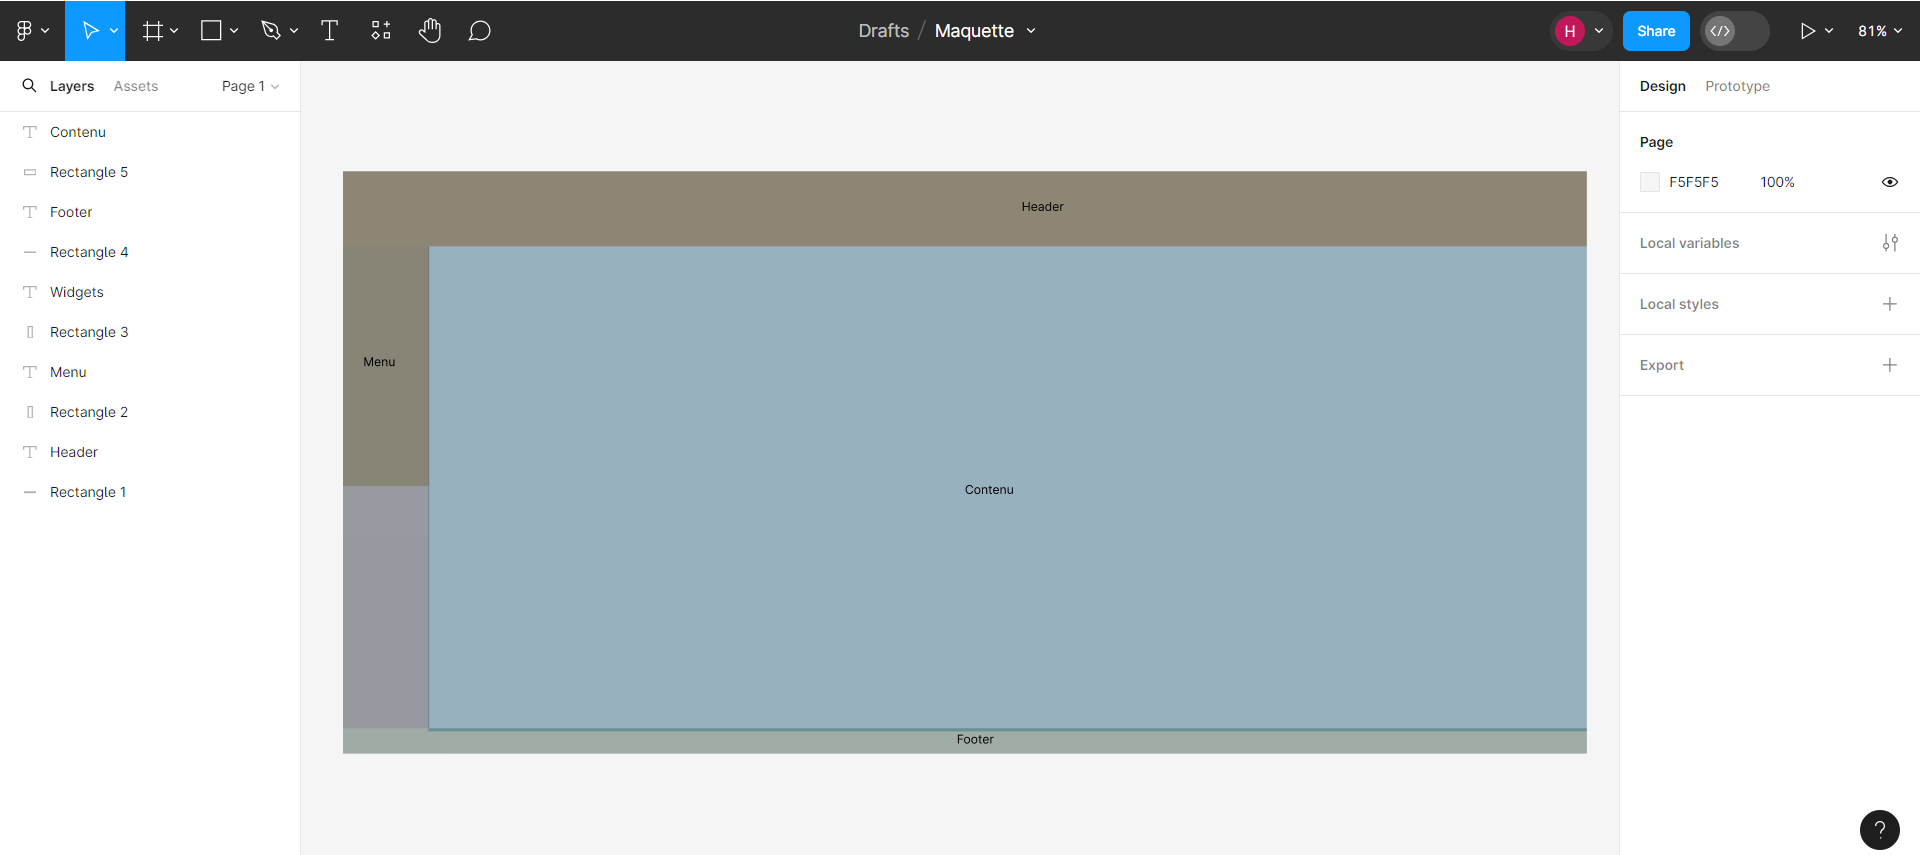 Drafts / Maquette
H
Share
</>
81%
Layers Assets Page 1
Contenu
Rectangle 5
Footer
Rectangle 4
Widgets
Rectangle 3
Menu
Rectangle 2
Header
Rectangle 1
Header
Menu
Contenu
Footer
Design Prototype
Page
F5F5F5 100%
Local variables
Local styles
Export
?